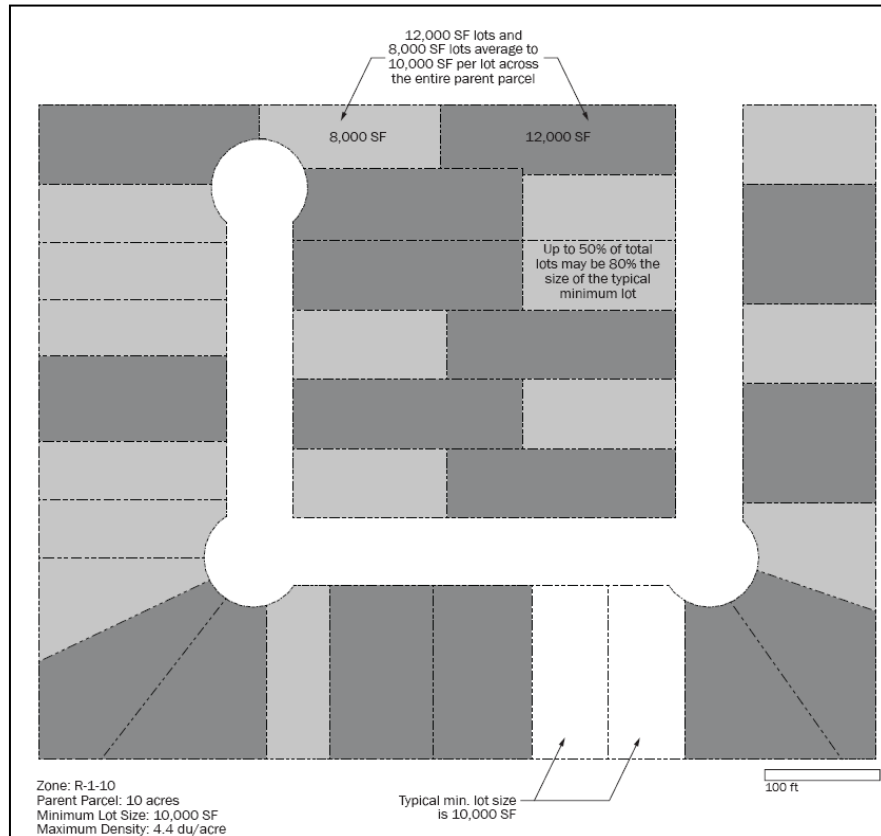 12,000 SF lots and
8,000 SF lots average to
10,000 SF per lot across
the entire parent parcel
8,000 SF
12,000 SF
Up to 50% of total
lots may be 80% the
size of the typical
minimum lot
Zone: R-1-10
Parent Parcel: 10 acres
Minimum Lot Size: 10,000 SF
Maximum Density: 4.4 du/acre
Typical min. lot size
is 10,000 SF
100 ft